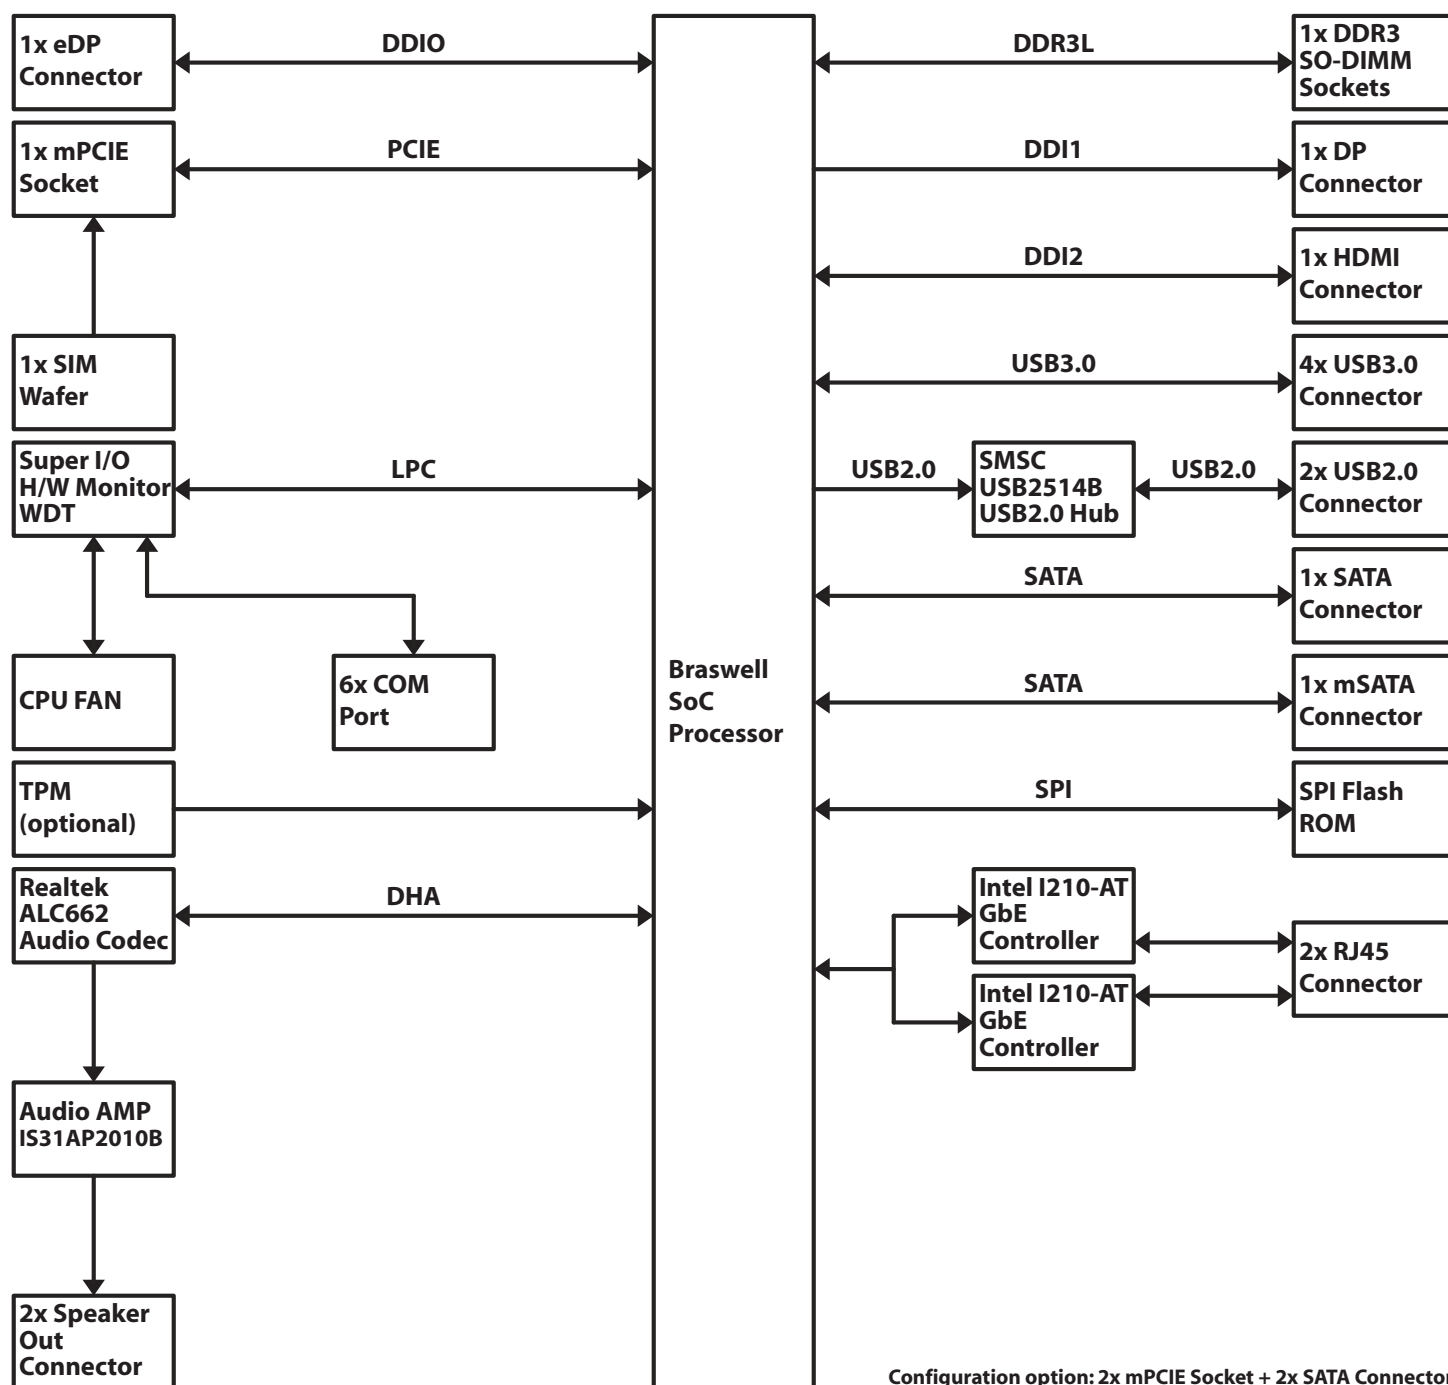 1x eDP
Connector
DDIO
DDR3L
1x DDR3
SO-DIMM
Sockets
1x mPCIE
Socket
PCIE
DDI1
1x DP
Connector
DDI2
1x HDMI
Connector
1x SIM
Wafer
USB3.0
4x USB3.0
Connector
Super I/O
H/W Monitor
WDT
LPC
USB2.0
SMSC
USB2514B
USB2.0 Hub
USB2.0
2x USB2.0
Connector
SATA
1x SATA
Connector
CPU FAN
6x COM
Port
Braswell
SoC
Processor
SATA
1x mSATA
Connector
TPM
(optional)
SPI
SPI Flash
ROM
Realtek
ALC662
Audio Codec
DHA
Intel I210-AT
GbE
Controller
2x RJ45
Connector
Intel I210-AT
GbE
Controller
Audio AMP
IS31AP2010B
2x Speaker
Out
Connector
Configuration option: 2x mPCIE Socket + 2x SATA Connector